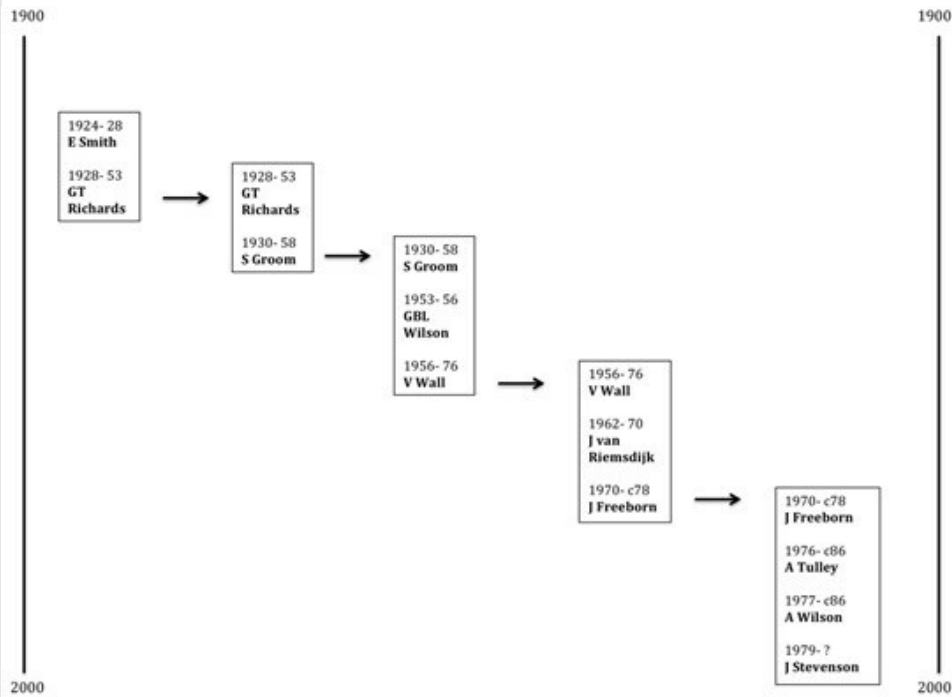 1900
1900
1924- 28
E Smith
1928- 53
GT
Richards
1928- 53
GT
Richards
1930- 58
S Groom
1930- 58
S Groom
1953- 56
GBL
Wilson
1956- 76
V Wall
1956- 76
V Wall
1962- 70
J van
Riemsdijk
1970- c78
J Freeborn
1970- c78
J Freeborn
1976- c86
A Tulley
1977- c86
A Wilson
1979- ?
J Stevenson
2000
2000